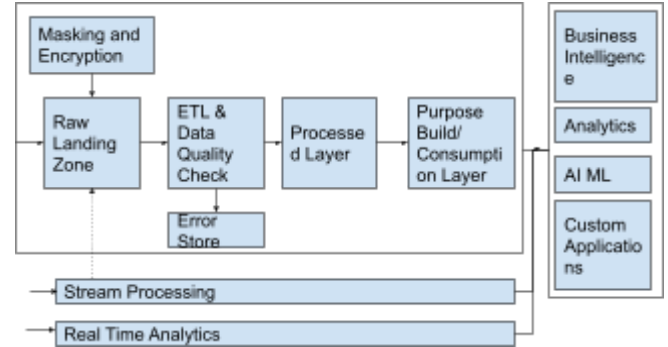 Masking and
Encryption
Raw
Landing
Zone
ETL &
Data
Quality
Check
Processe
d Layer
Purpose
Build/
Consumpti
on Layer
Error
Store
Stream Processing
Real Time Analytics
Business
Intelligenc
e
Analytics
AI ML
Custom
Applicatio
ns